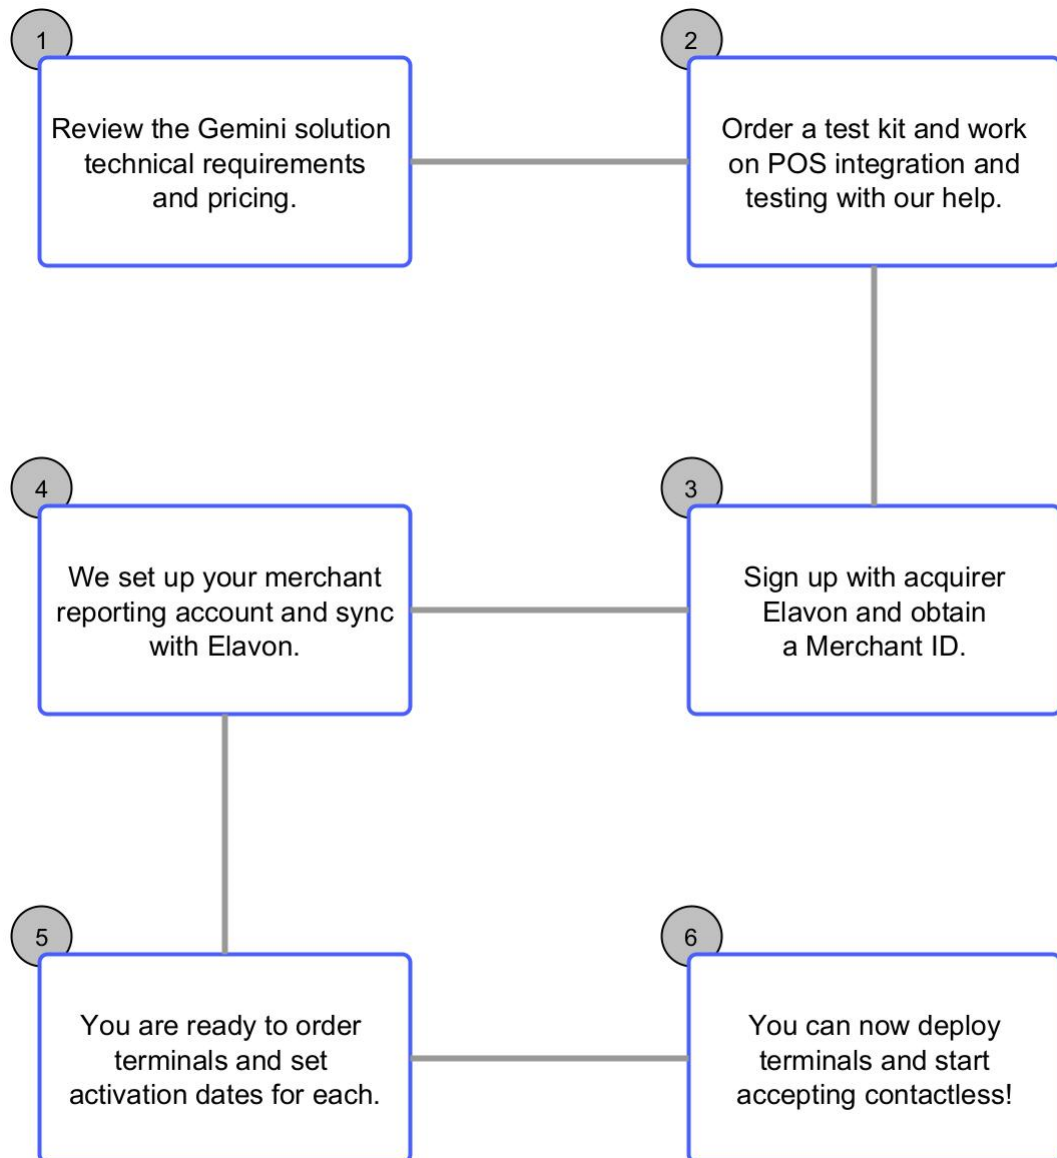 1
Review the Gemini solution
technical requirements
and pricing.
2
Order a test kit and work
on POS integration and
testing with our help.
3
Sign up with acquirer
Elavon and obtain
a Merchant ID.
4
We set up your merchant
reporting account and sync
with Elavon.
5
You are ready to order
terminals and set
activation dates for each.
6
You can now deploy
terminals and start
accepting contactless!